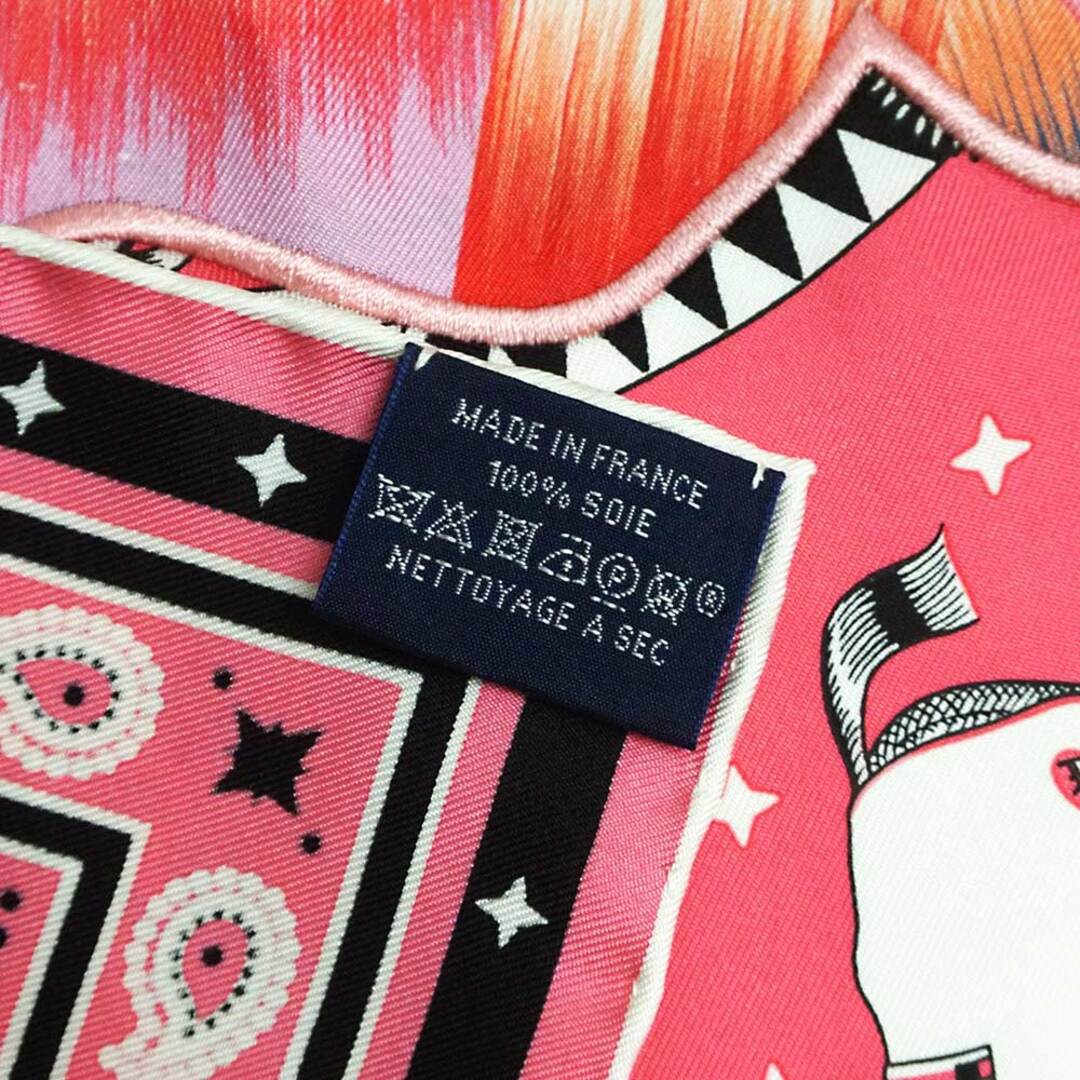 MADE IN FRANCE
100% SOIE
P ®
NETTOYAGE A SEC